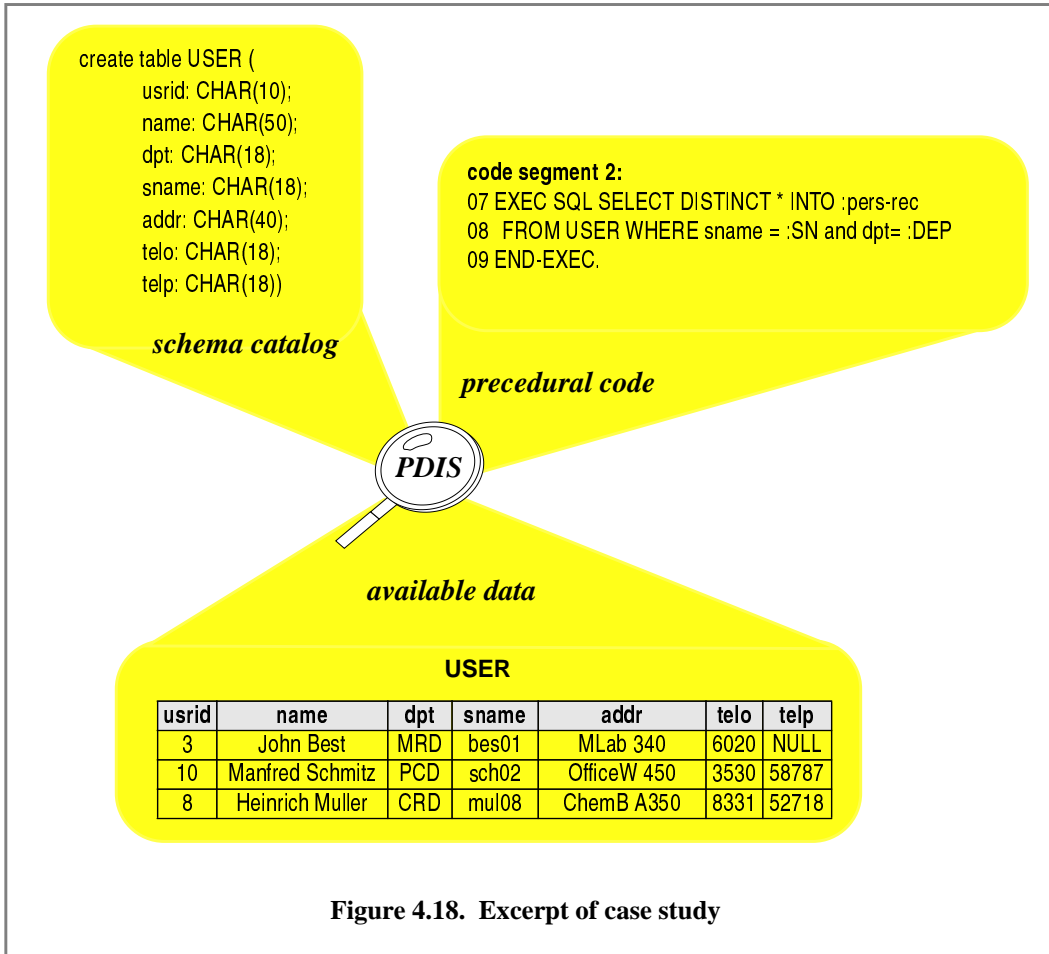 create table USER (
usrid: CHAR(10);
name: CHAR(50);
dpt: CHAR(18);
sname: CHAR(18);
addr: CHAR(40);
telo: CHAR(18);
telp: CHAR(18))
schema catalog
code segment 2:
07 EXEC SQL SELECT DISTINCT * INTO :pers-rec
08 FROM USER WHERE sname = :SN and dpt= :DEP
09 END-EXEC.
precedural code
PDIS
available data
USER
usrid name dpt sname addr telo telp
3 John Best MRD bes01 MLab 340 6020 NULL
10 Manfred Schmitz PCD sch02 OfficeW 450 3530 58787
8 Heinrich Muller CRD mul08 ChemB A350 8331 52718
Figure 4.18. Excerpt of case study